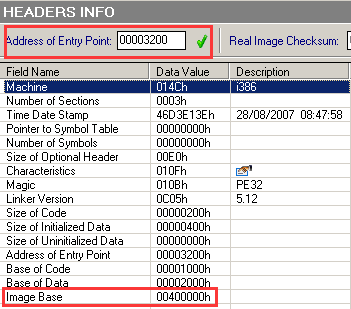 HEADERS INFO
Address of Entry Point: 00003200 Real Image Checksum:
Field Name Data Value Description
Machine 014Ch i386
Number of Sections 0003h
Time Date Stamp 46D3E13Eh 28/08/2007 08:47:58
Pointer to Symbol Table 00000000h
Number of Symbols 00000000h
Size of Optional Header 00E0h
Characteristics 010Fh
Magic 010Bh PE32
Linker Version 0C05h 5.12
Size of Code 00000200h
Size of Initialized Data 00000400h
Size of Uninitialized Data 00000000h
Address of Entry Point 00003200h
Base of Code 00001000h
Base of Data 00002000h
Image Base 00400000h